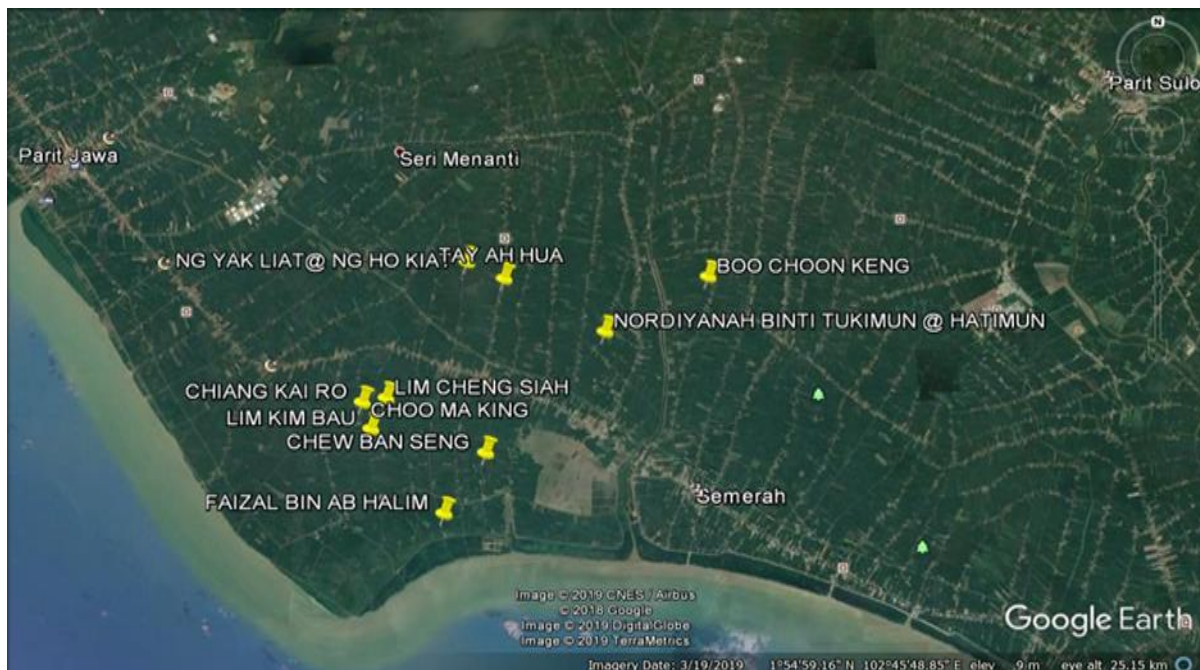 N
Parit Sulo
Parit Jawa
Seri Menanti
NG YAK LIAT@ NG HO KIAT
TAY AH HUA
BOO CHOON KENG
NORDIYANAH BINTI TUKIMUN @ HATIMUN
CHIANG KAI RO
LIM CHENG SIAH
LIM KIM BAU
CHOO MA KING
CHEW BAN SENG
FAIZAL BIN AB HALIM
Semerah
Image © 2019 CNES / Airbus
© 2018 Google
Image © 2019 DigitalGlobe
Image © 2019 TerraMetrics
Google Earth
Imagery Date: 3/19/2019 1°54'59.16" N 102°45'48.85" E elev 9 m eye alt 25.15 km